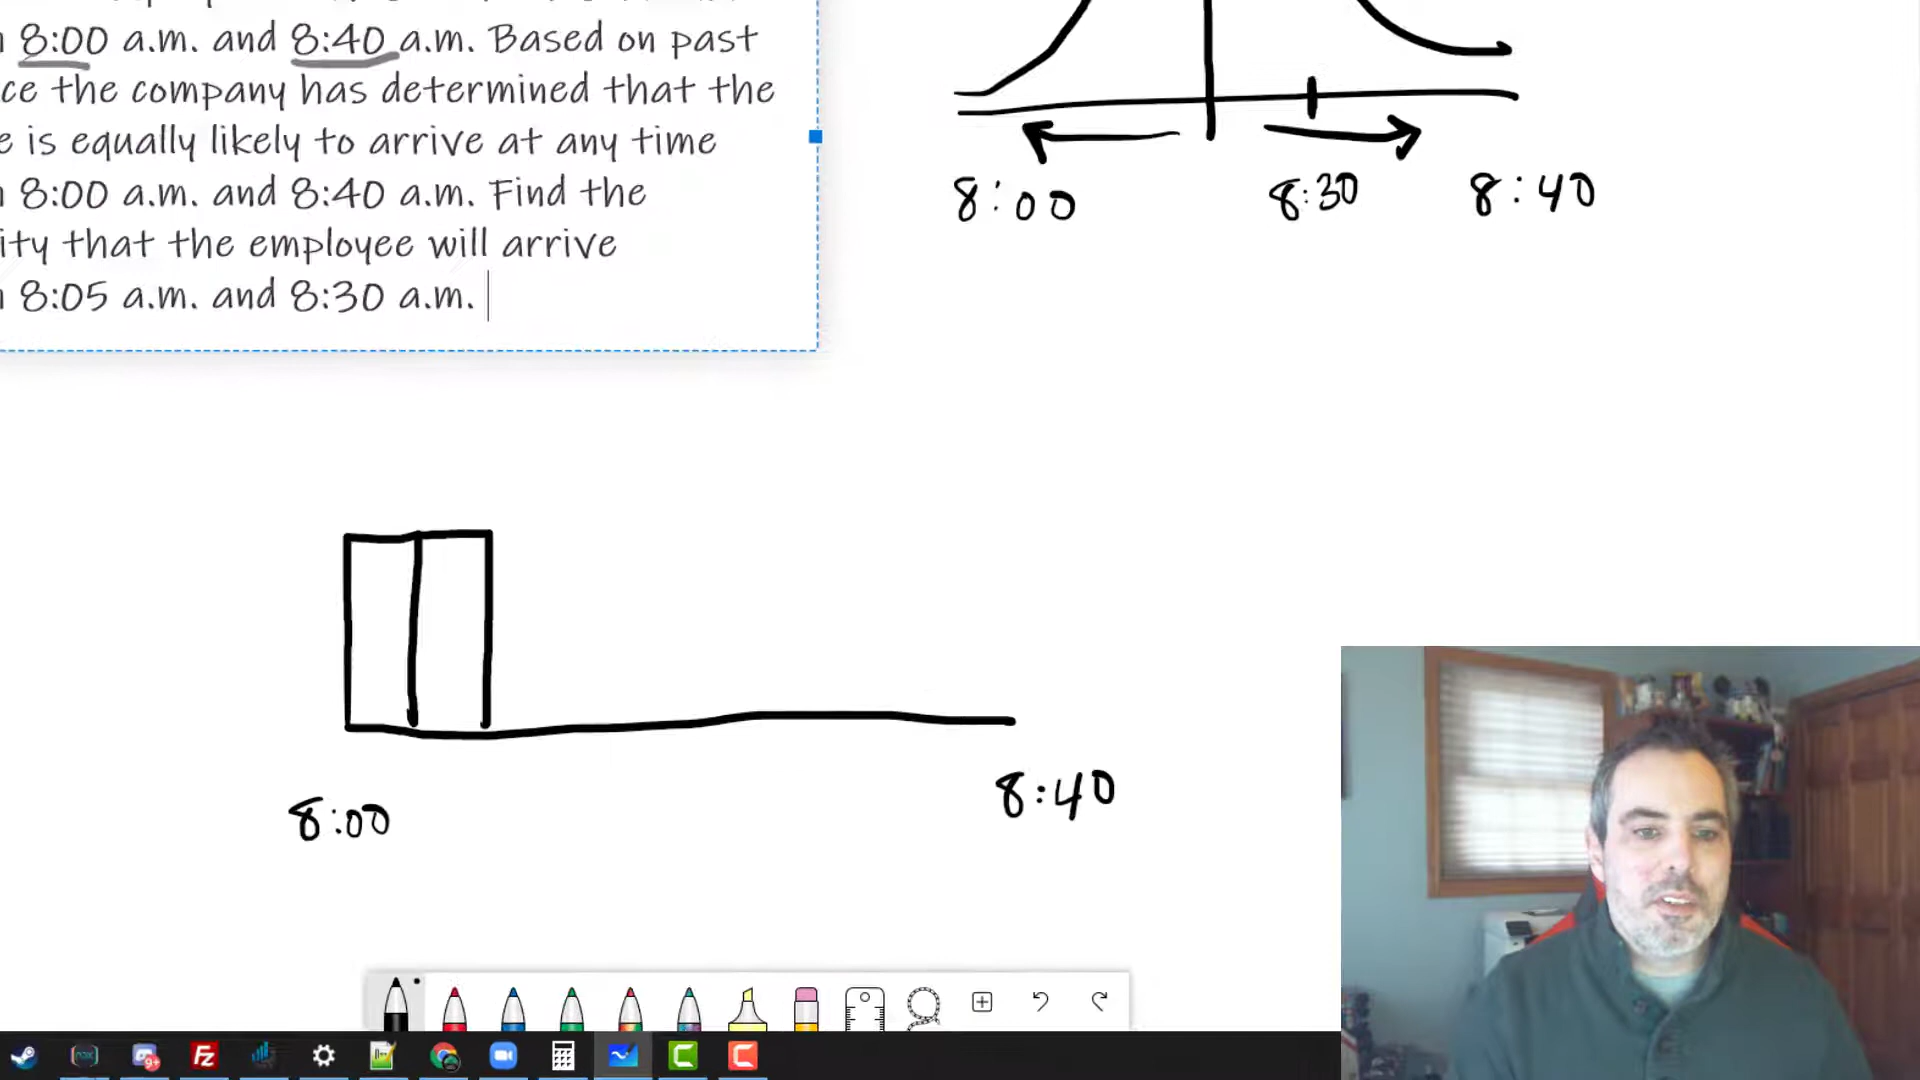 8:00 a.m. and 8:40 a.m. Based on past
ce the company has determined that the
e is equally likely to arrive at any time
8:00 a.m. and 8:40 a.m. Find the
ity that the employee will arrive
8:05 a.m. and 8:30 a.m.
8:00 8:30 8:40
8:00 8:40
9+
FZ